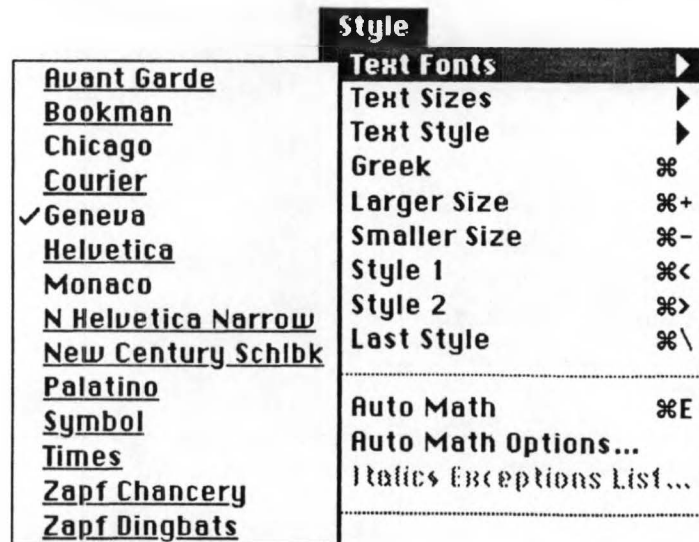 Style
Text Fonts
Text Sizes
Text Style
Greek ⌘
Larger Size ⌘+
Smaller Size ⌘-
Style 1 ⌘<
Style 2 ⌘>
Last Style ⌘\
Auto Math ⌘E
Auto Math Options...
Italics Exceptions List...
Avant Garde
Bookman
Chicago
Courier
✓Geneva
Helvetica
Monaco
N Helvetica Narrow
New Century Schlbk
Palatino
Symbol
Times
Zapf Chancery
Zapf Dingbats